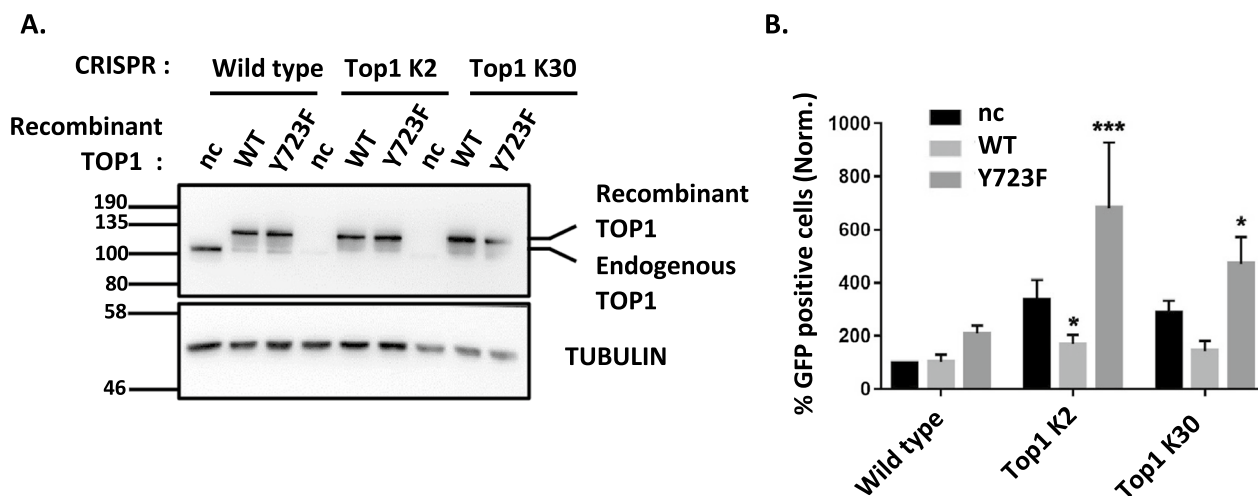 A.
CRISPR : Wild type Top1 K2 Top1 K30
Recombinant
TOP1 : nc WT Y723F nc WT Y723F nc WT Y723F
190
135
100
80
58
46
Recombinant
TOP1
Endogenous
TOP1
TUBULIN
B.
% GFP positive cells (Norm.)
1000
800
600
400
200
0
nc
WT
Y723F
*
***
*
Wild type
Top1 K2
Top1 K30